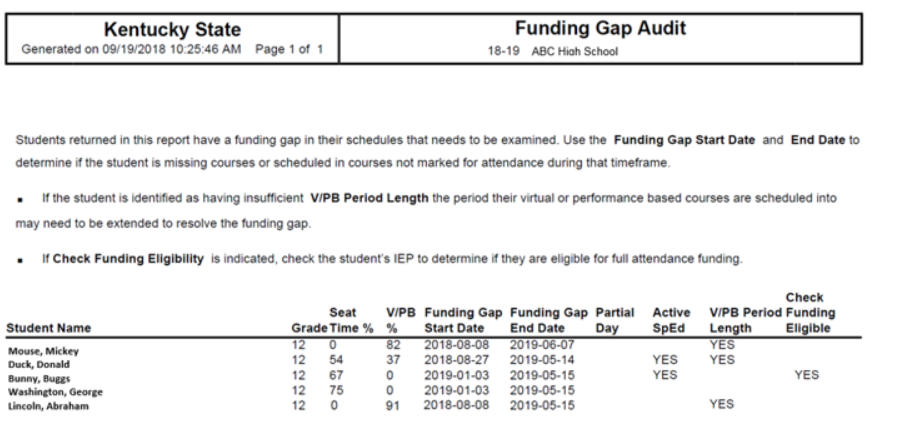 Kentucky State
Generated on 09/19/2018 10:25:46 AM Page 1 of 1
Funding Gap Audit
18-19 ABC High School
Students returned in this report have a funding gap in their schedules that needs to be examined. Use the Funding Gap Start Date and End Date to
determine if the student is missing courses or scheduled in courses not marked for attendance during that timeframe.
▪ If the student is identified as having insufficient V/PB Period Length the period their virtual or performance based courses are scheduled into
may need to be extended to resolve the funding gap.
▪ If Check Funding Eligibility is indicated, check the student's IEP to determine if they are eligible for full attendance funding.
Check
Seat V/PB Funding Gap Funding Gap Partial Active V/PB Period Funding
Student Name Grade Time % % Start Date End Date Day SpEd Length Eligible
Mouse, Mickey 12 0 82 2018-08-08 2019-06-07 YES
Duck, Donald 12 54 37 2018-08-27 2019-05-14 YES YES
Bunny, Buggs 12 67 0 2019-01-03 2019-05-15 YES YES
Washington, George 12 75 0 2019-01-03 2019-05-15
Lincoln, Abraham 12 0 91 2018-08-08 2019-05-15 YES